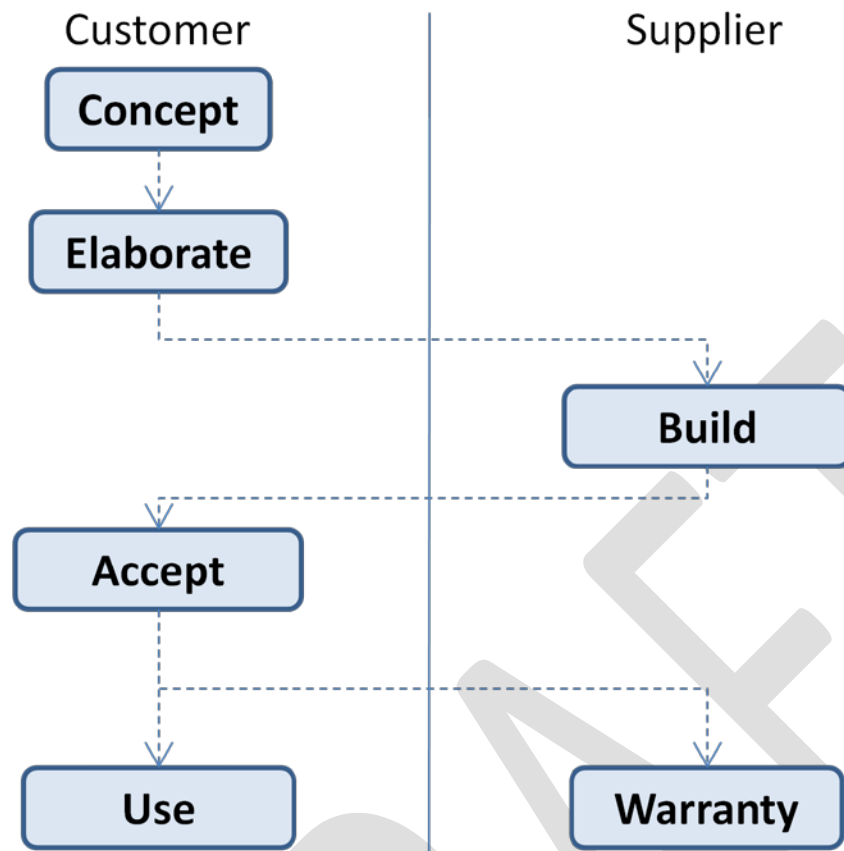 Customer
Supplier
Concept
Elaborate
Build
Accept
Use
Warranty